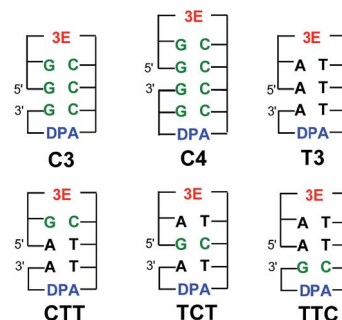 3E
G C
5' G C
3' G C
DPA
C3
3E
G C
5' G C
3' G C
G C
DPA
C4
3E
A T
5' A T
3' A T
DPA
T3
3E
G C
5' A T
3' A T
DPA
CTT
3E
A T
5' G C
3' A T
DPA
TCT
3E
A T
5' A T
3' G C
DPA
TTC